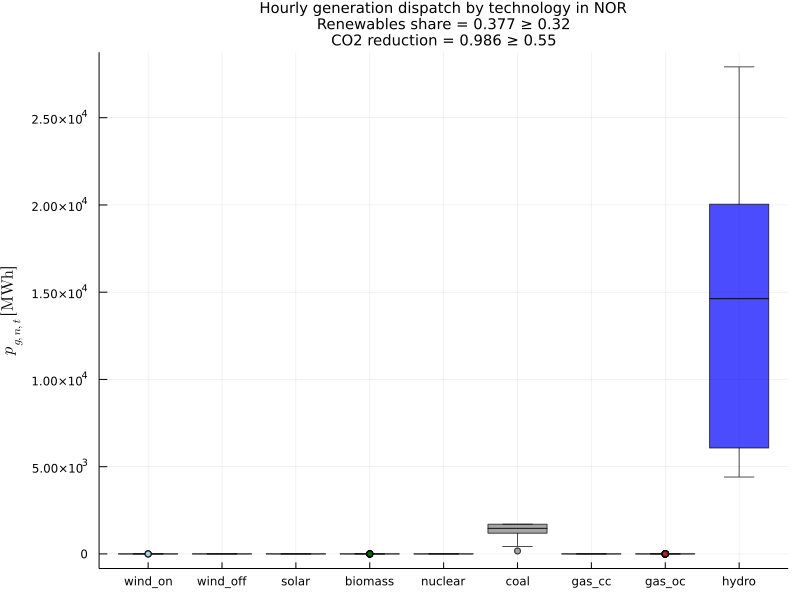 Hourly generation dispatch by technology in NOR
Renewables share = 0.377 ≥ 0.32
CO2 reduction = 0.986 ≥ 0.55
p_{g,n,t} [MWh]
2.50×10⁴
2.00×10⁴
1.50×10⁴
1.00×10⁴
5.00×10³
0
wind_on wind_off solar biomass nuclear coal gas_cc gas_oc hydro